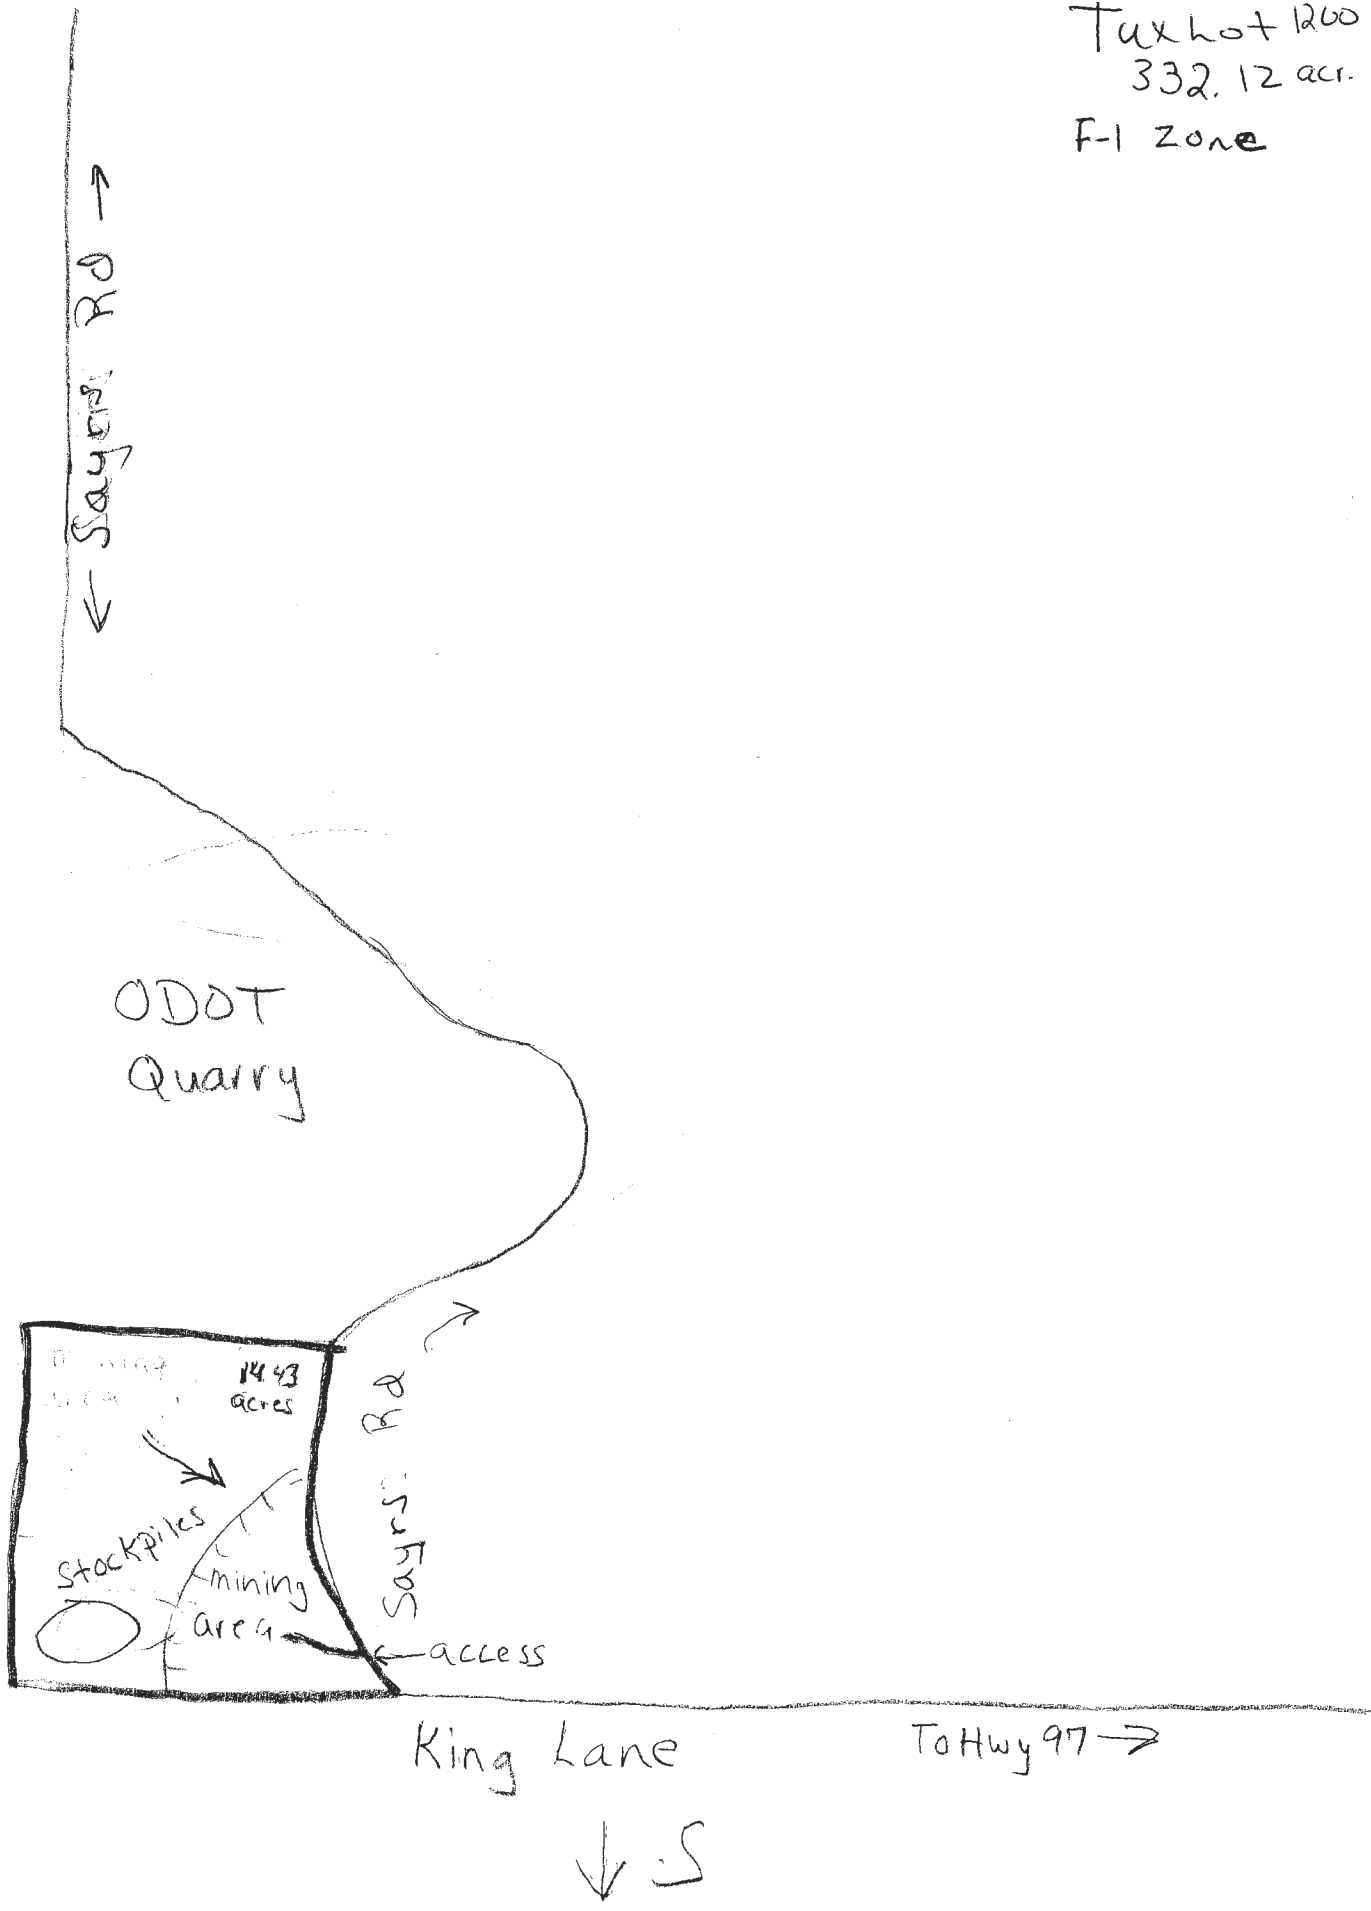 Tax Lot 1200
332.12 acr.
F-1 Zone
← Sayers Rd →
ODOT
Quarry
14.43
acres
Stockpiles
mining
area
Sayrs Rd
access
King Lane
To Hwy 97 →
↓ S